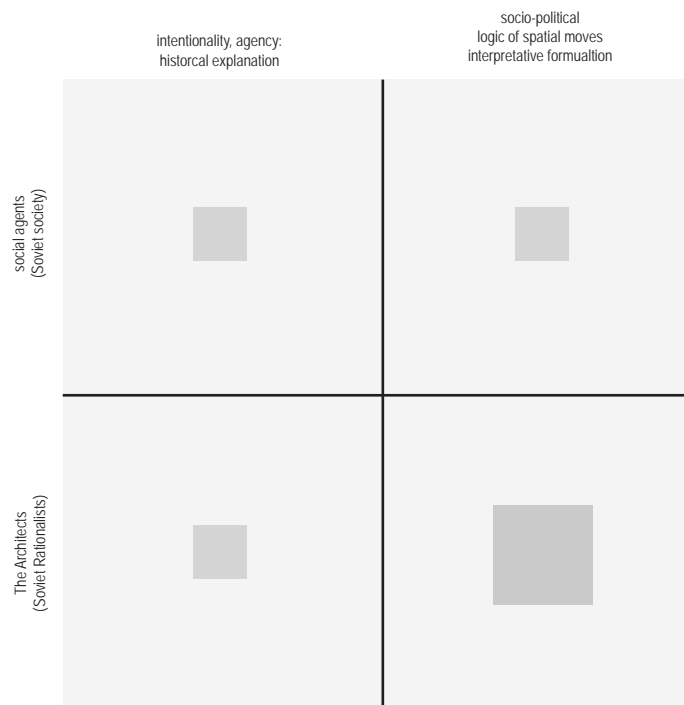 intentionality, agency:
historcal explanation
socio-political
logic of spatial moves
interpretative formualtion
social agents
(Soviet society)
The Architects
(Soviet Rationalists)